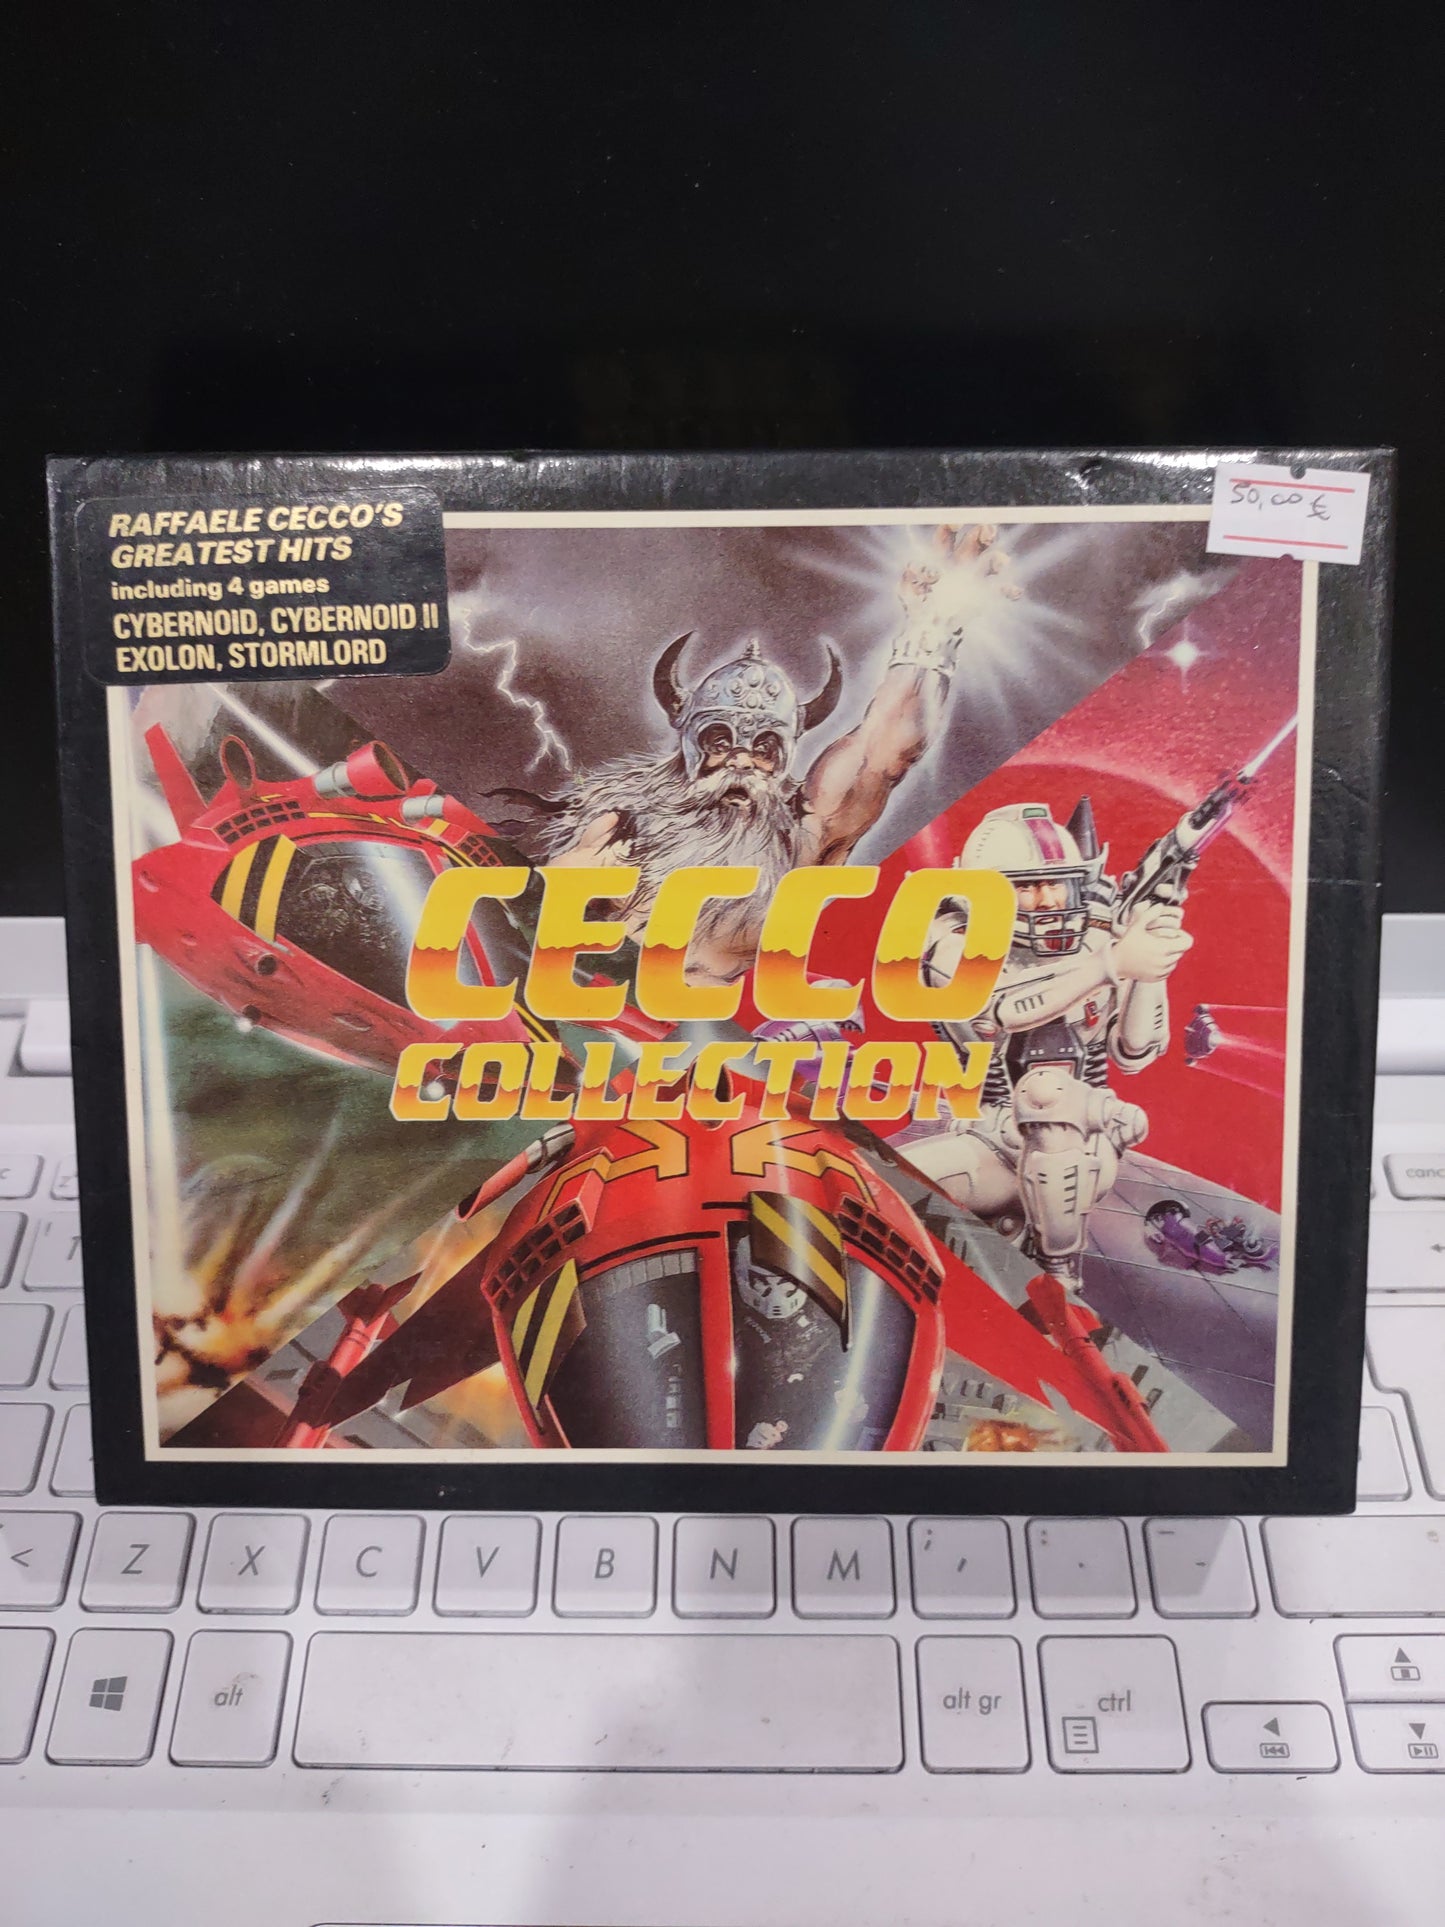 RAFFAELE CECCO'S
GREATEST HITS
including 4 games
CYBERNOID, CYBERNOID II
EXOLON, STORMLORD
50,00 €
CECCO
COLLECTION
< Z X C V B N M ; , : . _ -
alt alt gr ctrl
canc